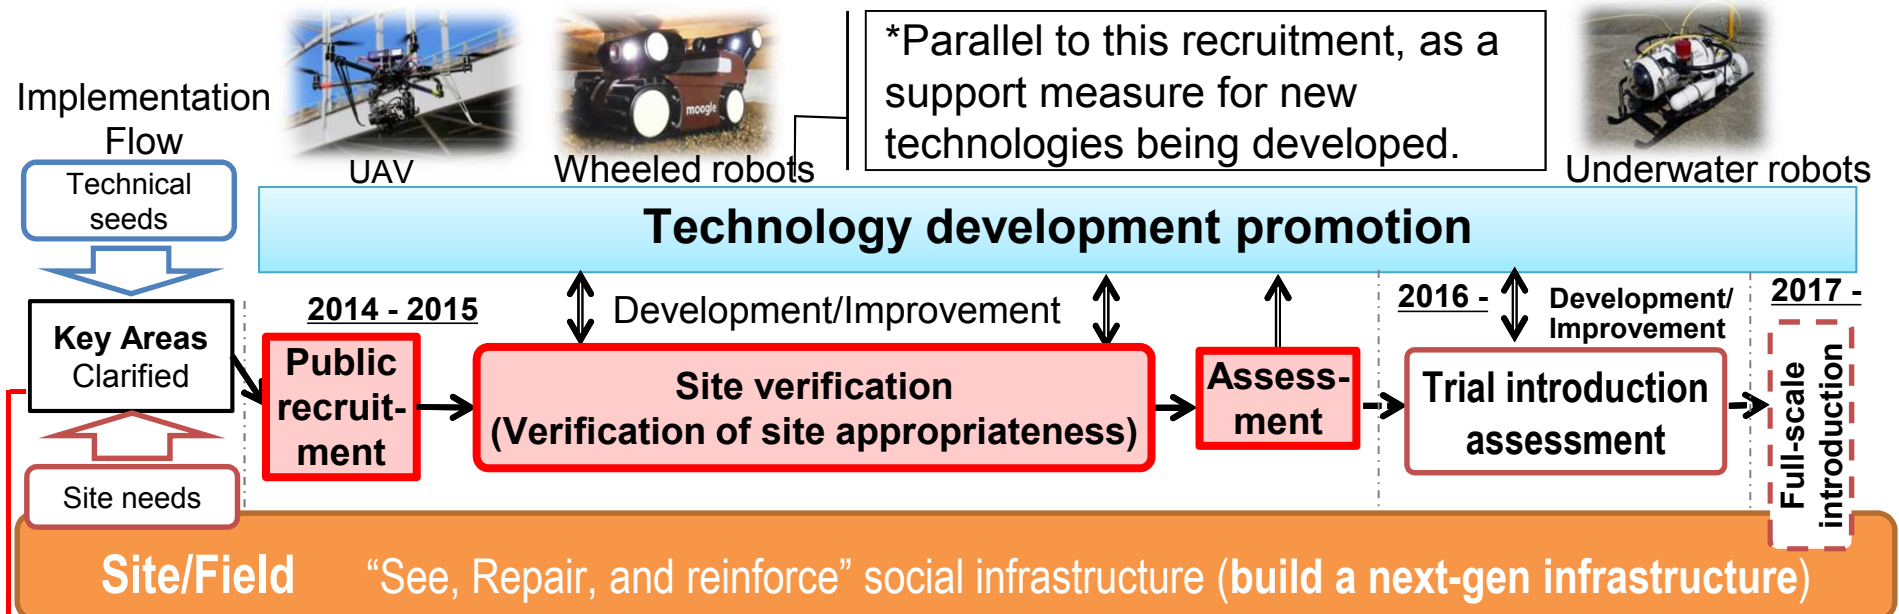 Implementation
Flow
UAV
moogle
Wheeled robots
*Parallel to this recruitment, as a
support measure for new
technologies being developed.
Underwater robots
Technical
seeds
Technology development promotion
Key Areas
Clarified
Site needs
2014 - 2015
Development/Improvement
2016 -
Development/
Improvement
2017 -
Public
recruit-
ment
Site verification
(Verification of site appropriateness)
Assess-
ment
Trial introduction
assessment
Full-scale
introduction
Site/Field “See, Repair, and reinforce” social infrastructure (build a next-gen infrastructure)